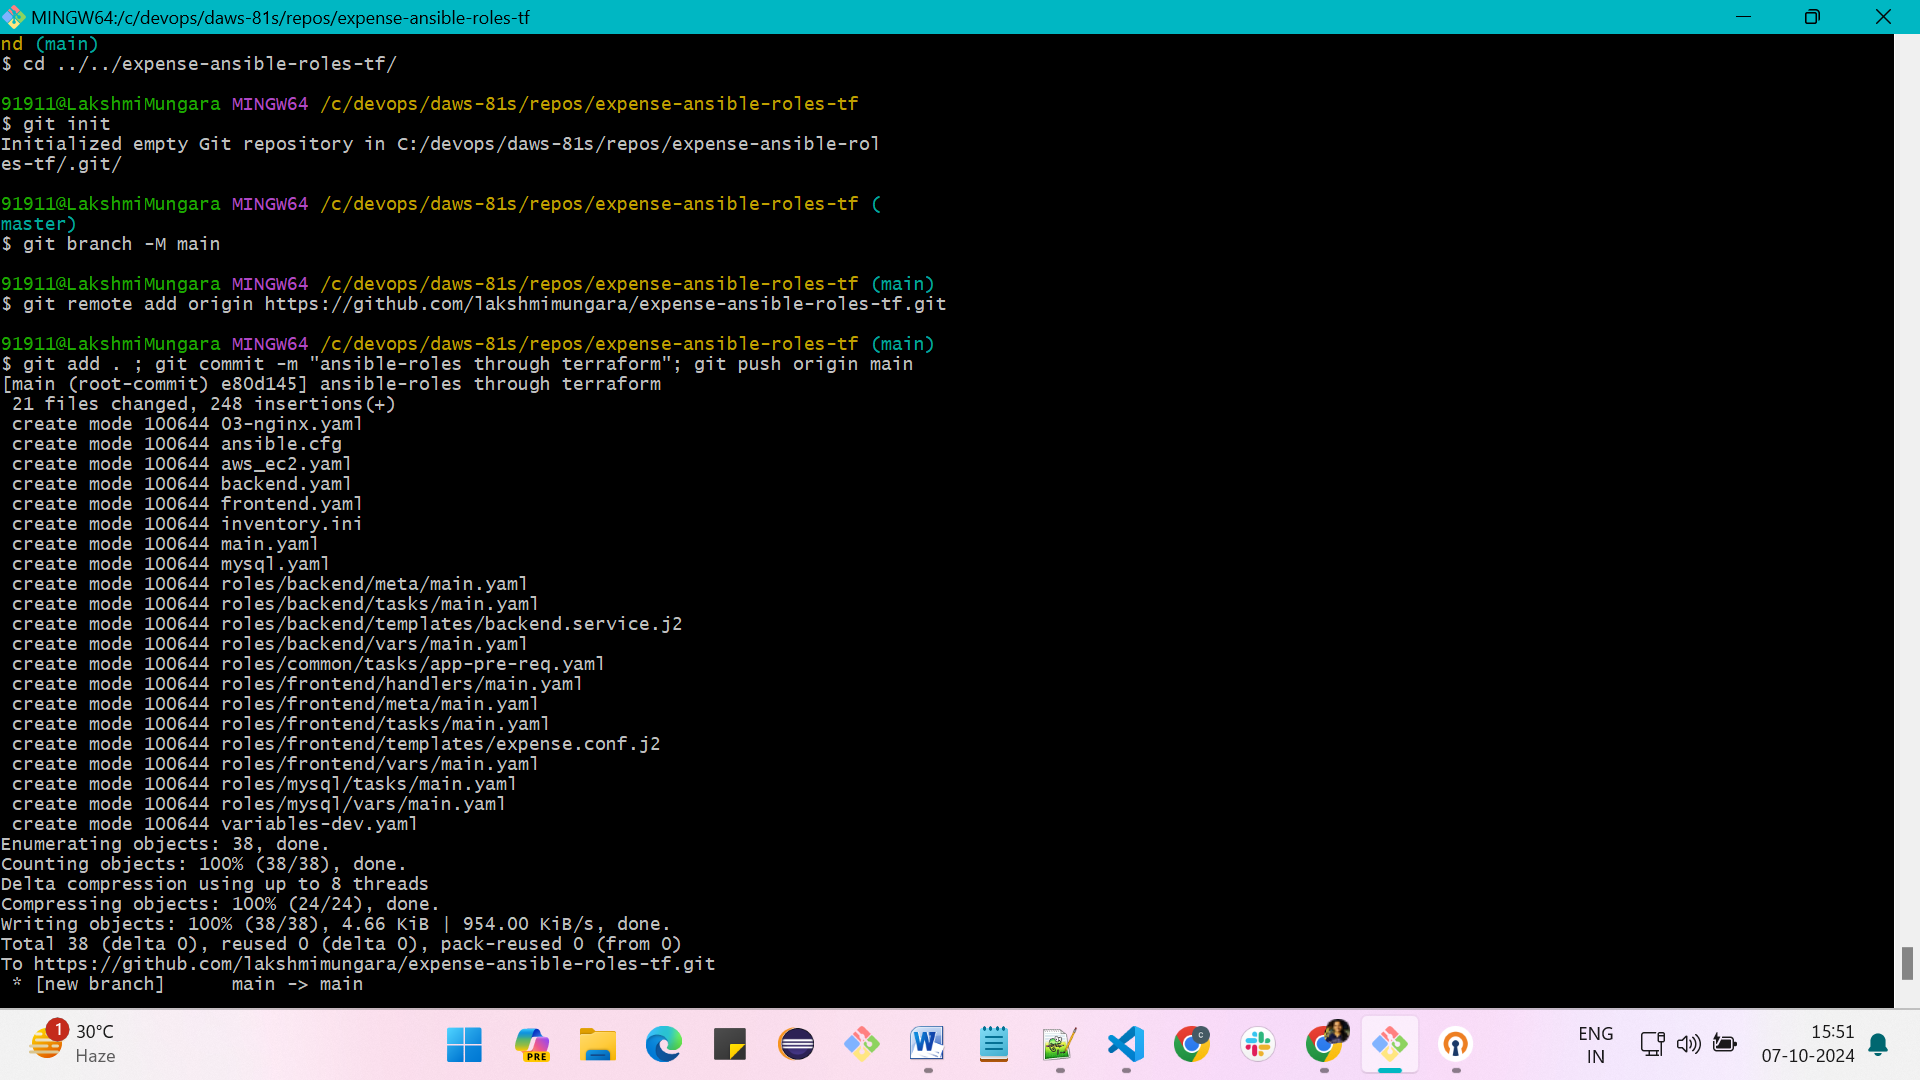 MINGW64:/c/devops/daws-81s/repos/expense-ansible-roles-tf
nd (main)
$ cd ../../expense-ansible-roles-tf/
91911@LakshmiMungara MINGW64 /c/devops/daws-81s/repos/expense-ansible-roles-tf
$ git init
Initialized empty Git repository in C:/devops/daws-81s/repos/expense-ansible-rol
es-tf/.git/
91911@LakshmiMungara MINGW64 /c/devops/daws-81s/repos/expense-ansible-roles-tf (
master)
$ git branch -M main
91911@LakshmiMungara MINGW64 /c/devops/daws-81s/repos/expense-ansible-roles-tf (main)
$ git remote add origin https://github.com/lakshmimungara/expense-ansible-roles-tf.git
91911@LakshmiMungara MINGW64 /c/devops/daws-81s/repos/expense-ansible-roles-tf (main)
$ git add . ; git commit -m "ansible-roles through terraform"; git push origin main
[main (root-commit) e80d145] ansible-roles through terraform
 21 files changed, 248 insertions(+)
 create mode 100644 03-nginx.yaml
 create mode 100644 ansible.cfg
 create mode 100644 aws_ec2.yaml
 create mode 100644 backend.yaml
 create mode 100644 frontend.yaml
 create mode 100644 inventory.ini
 create mode 100644 main.yaml
 create mode 100644 mysql.yaml
 create mode 100644 roles/backend/meta/main.yaml
 create mode 100644 roles/backend/tasks/main.yaml
 create mode 100644 roles/backend/templates/backend.service.j2
 create mode 100644 roles/backend/vars/main.yaml
 create mode 100644 roles/common/tasks/app-pre-req.yaml
 create mode 100644 roles/frontend/handlers/main.yaml
 create mode 100644 roles/frontend/meta/main.yaml
 create mode 100644 roles/frontend/tasks/main.yaml
 create mode 100644 roles/frontend/templates/expense.conf.j2
 create mode 100644 roles/frontend/vars/main.yaml
 create mode 100644 roles/mysql/tasks/main.yaml
 create mode 100644 roles/mysql/vars/main.yaml
 create mode 100644 variables-dev.yaml
Enumerating objects: 38, done.
Counting objects: 100% (38/38), done.
Delta compression using up to 8 threads
Compressing objects: 100% (24/24), done.
Writing objects: 100% (38/38), 4.66 KiB | 954.00 KiB/s, done.
Total 38 (delta 0), reused 0 (delta 0), pack-reused 0 (from 0)
To https://github.com/lakshmimungara/expense-ansible-roles-tf.git
 * [new branch]      main -> main
1
30°C
Haze
PRE
W
C
ENG
IN
15:51
07-10-2024